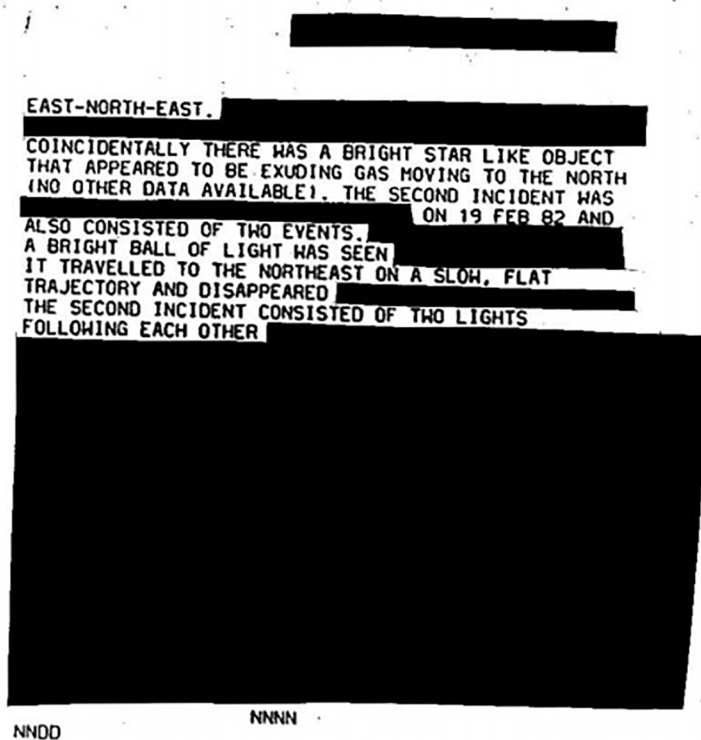 EAST-NORTH-EAST.
COINCIDENTALLY THERE WAS A BRIGHT STAR LIKE OBJECT
THAT APPEARED TO BE EXUDING GAS MOVING TO THE NORTH
(NO OTHER DATA AVAILABLE). THE SECOND INCIDENT WAS
ON 19 FEB 82 AND
ALSO CONSISTED OF TWO EVENTS.
A BRIGHT BALL OF LIGHT WAS SEEN
IT TRAVELLED TO THE NORTHEAST ON A SLOW, FLAT
TRAJECTORY AND DISAPPEARED
THE SECOND INCIDENT CONSISTED OF TWO LIGHTS
FOLLOWING EACH OTHER
NNNN
NNDD